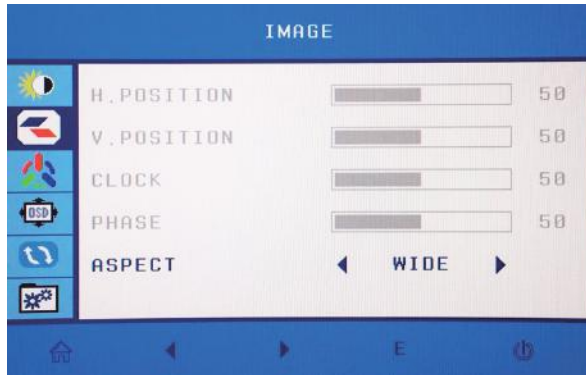 IMAGE
H.POSITION 50
V.POSITION 50
CLOCK 50
PHASE 50
OSD
ASPECT WIDE
E